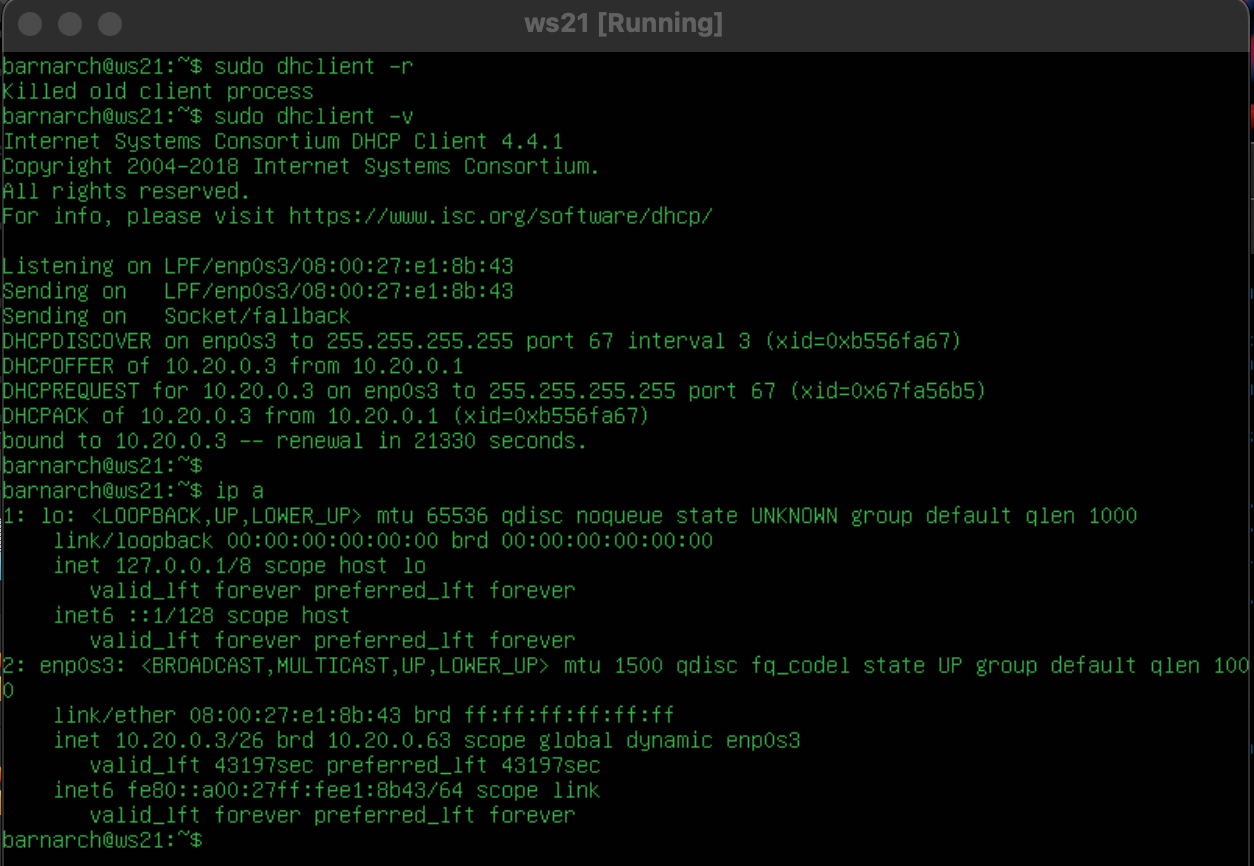 ws21 [Running]
barnarch@ws21:~$ sudo dhclient -r
Killed old client process
barnarch@ws21:~$ sudo dhclient -v
Internet Systems Consortium DHCP Client 4.4.1
Copyright 2004-2018 Internet Systems Consortium.
All rights reserved.
For info, please visit https://www.isc.org/software/dhcp/

Listening on LPF/enp0s3/08:00:27:e1:8b:43
Sending on   LPF/enp0s3/08:00:27:e1:8b:43
Sending on   Socket/fallback
DHCPDISCOVER on enp0s3 to 255.255.255.255 port 67 interval 3 (xid=0xb556fa67)
DHCPOFFER of 10.20.0.3 from 10.20.0.1
DHCPREQUEST for 10.20.0.3 on enp0s3 to 255.255.255.255 port 67 (xid=0x67fa56b5)
DHCPACK of 10.20.0.3 from 10.20.0.1 (xid=0xb556fa67)
bound to 10.20.0.3 -- renewal in 21330 seconds.
barnarch@ws21:~$
barnarch@ws21:~$ ip a
1: lo: <LOOPBACK,UP,LOWER_UP> mtu 65536 qdisc noqueue state UNKNOWN group default qlen 1000
    link/loopback 00:00:00:00:00:00 brd 00:00:00:00:00:00
    inet 127.0.0.1/8 scope host lo
       valid_lft forever preferred_lft forever
    inet6 ::1/128 scope host
       valid_lft forever preferred_lft forever
2: enp0s3: <BROADCAST,MULTICAST,UP,LOWER_UP> mtu 1500 qdisc fq_codel state UP group default qlen 100
0
    link/ether 08:00:27:e1:8b:43 brd ff:ff:ff:ff:ff:ff
    inet 10.20.0.3/26 brd 10.20.0.63 scope global dynamic enp0s3
       valid_lft 43197sec preferred_lft 43197sec
    inet6 fe80::a00:27ff:fee1:8b43/64 scope link
       valid_lft forever preferred_lft forever
barnarch@ws21:~$